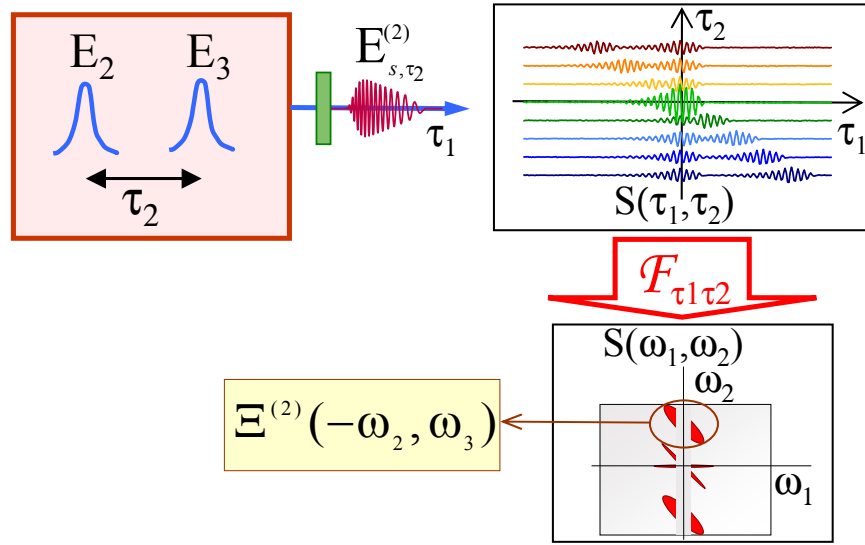 E₂ E₃
τ₂
E⁽²⁾ₛ,τ₂
τ₁
τ₂
τ₁
S(τ₁,τ₂)
ℱτ1τ2
S(ω₁,ω₂)
ω₂
ω₁
Ξ⁽²⁾(−ω₂,ω₃)